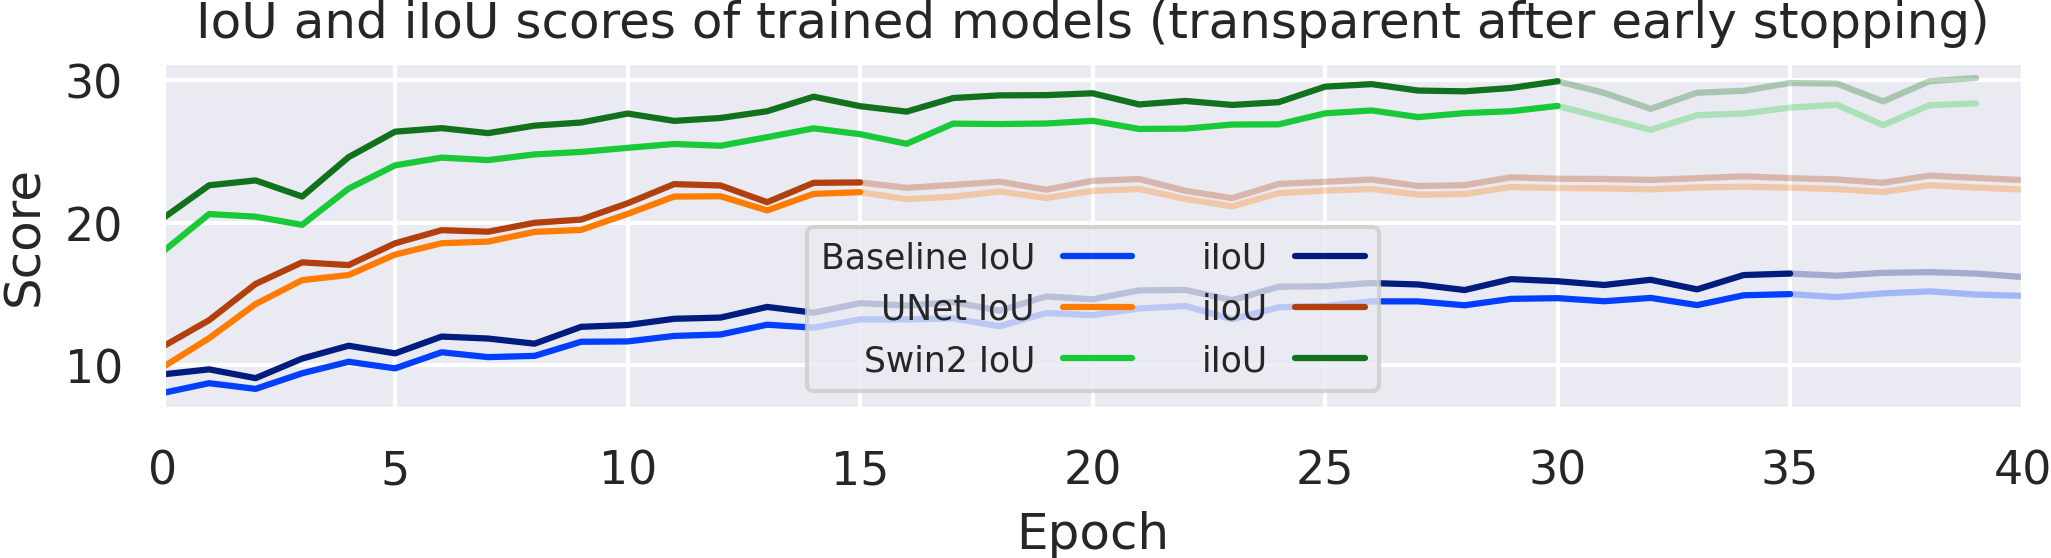 IoU and iIoU scores of trained models (transparent after early stopping)
30
20
10
Score
Baseline IoU iIoU
UNet IoU iIoU
Swin2 IoU iIoU
0 5 10 15 20 25 30 35 40
Epoch